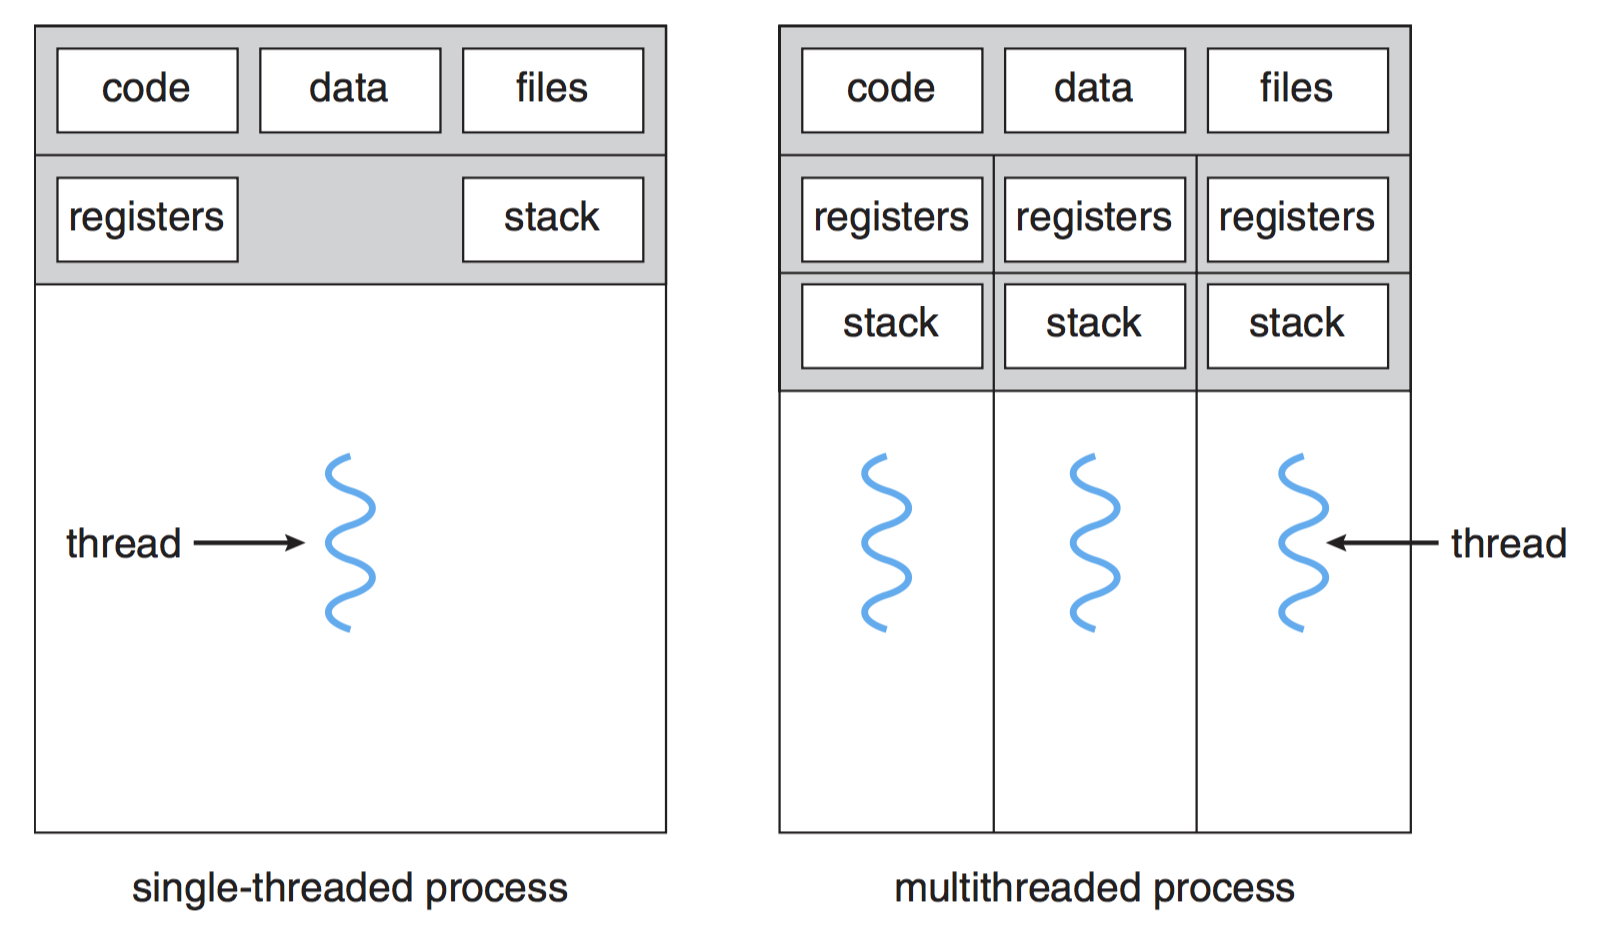 code data files
registers stack
thread
single-threaded process
code data files
registers registers registers
stack stack stack
thread
multithreaded process